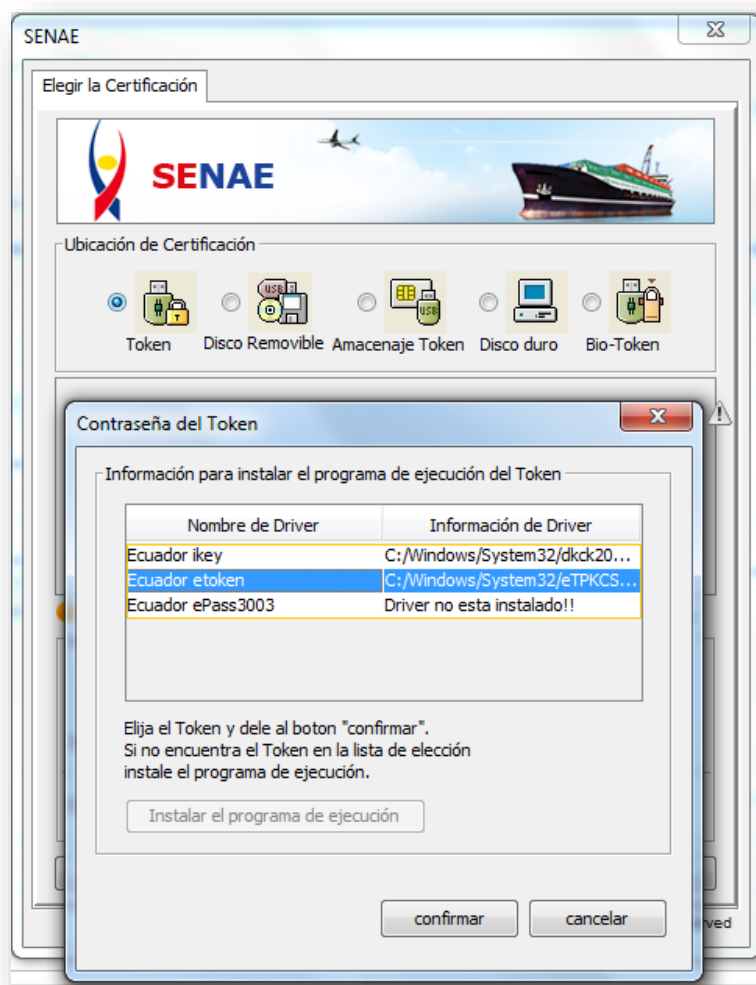 SENAE
Elegir la Certificación
SENAE
Ubicación de Certificación
Token
Disco Removible
Amacenaje Token
Disco duro
Bio-Token
Contraseña del Token
Información para instalar el programa de ejecución del Token
Nombre de Driver Información de Driver
Ecuador ikey C:/Windows/System32/dkck20...
Ecuador etoken C:/Windows/System32/eTPKCS...
Ecuador ePass3003 Driver no esta instalado!!
Elija el Token y dele al boton "confirmar".
Si no encuentra el Token en la lista de elección
instale el programa de ejecución.
Instalar el programa de ejecución
confirmar cancelar